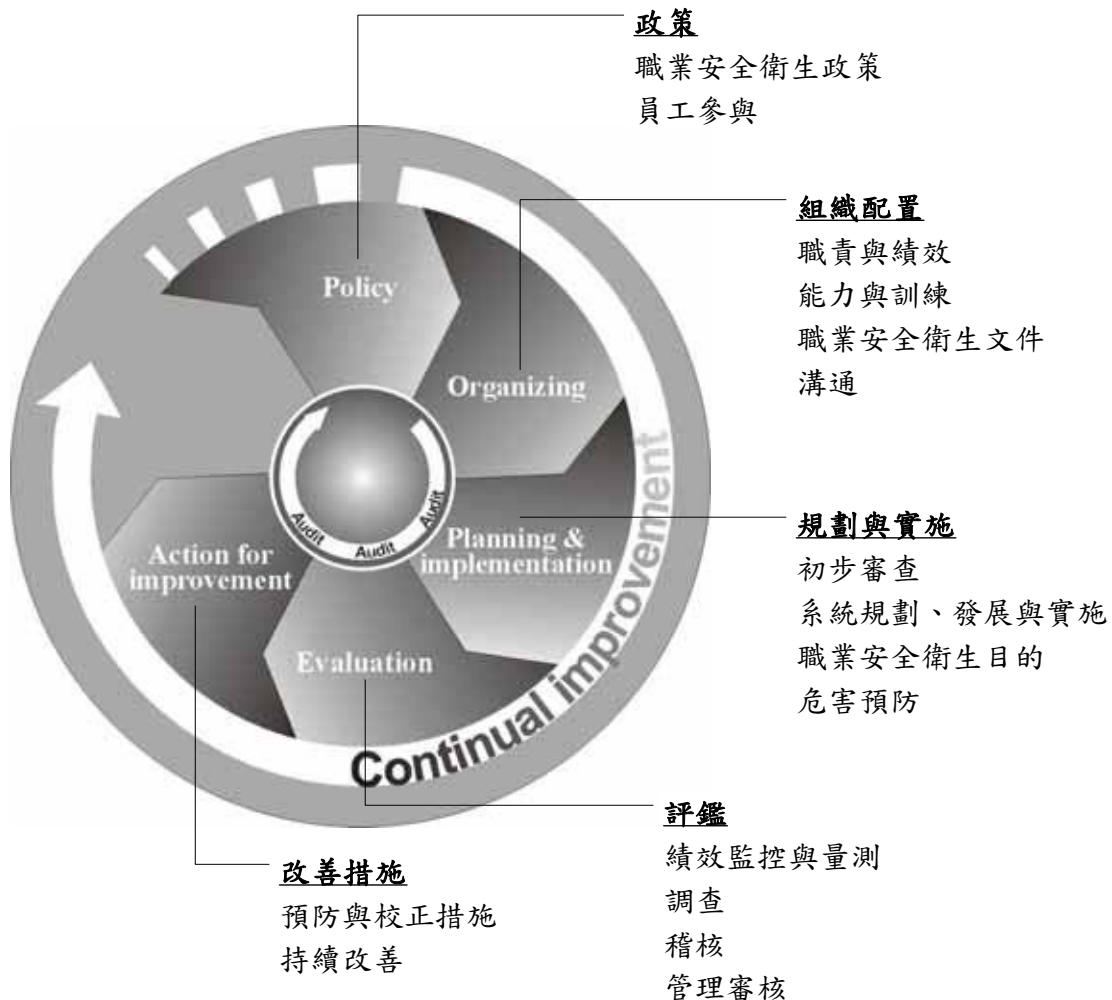 政策
職業安全衛生政策
員工參與
組織配置
職責與績效
能力與訓練
職業安全衛生文件
溝通
規劃與實施
初步審查
系統規劃、發展與實施
職業安全衛生目的
危害預防
評鑑
績效監控與量測
調查
稽核
管理審核
改善措施
預防與校正措施
持續改善
Policy
Organizing
Planning &
implementation
Evaluation
Action for
improvement
Audit
Audit
Audit
Continual improvement